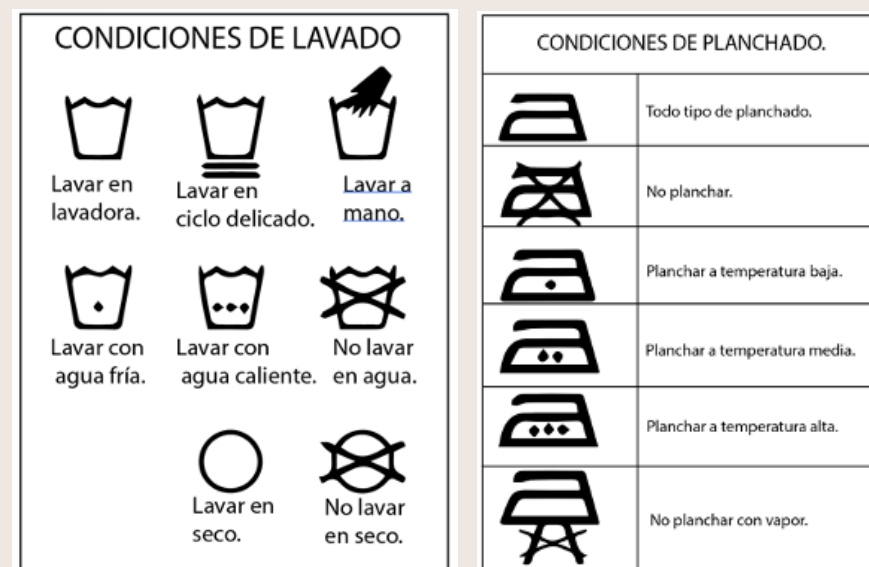 CONDICIONES DE LAVADO
Lavar en
lavadora.
Lavar en
ciclo delicado.
Lavar a
mano.
Lavar con
agua fría.
Lavar con
agua caliente.
No lavar
en agua.
Lavar en
seco.
No lavar
en seco.
CONDICIONES DE PLANCHADO.
Todo tipo de planchado.
No planchar.
Planchar a temperatura baja.
Planchar a temperatura media.
Planchar a temperatura alta.
No planchar con vapor.